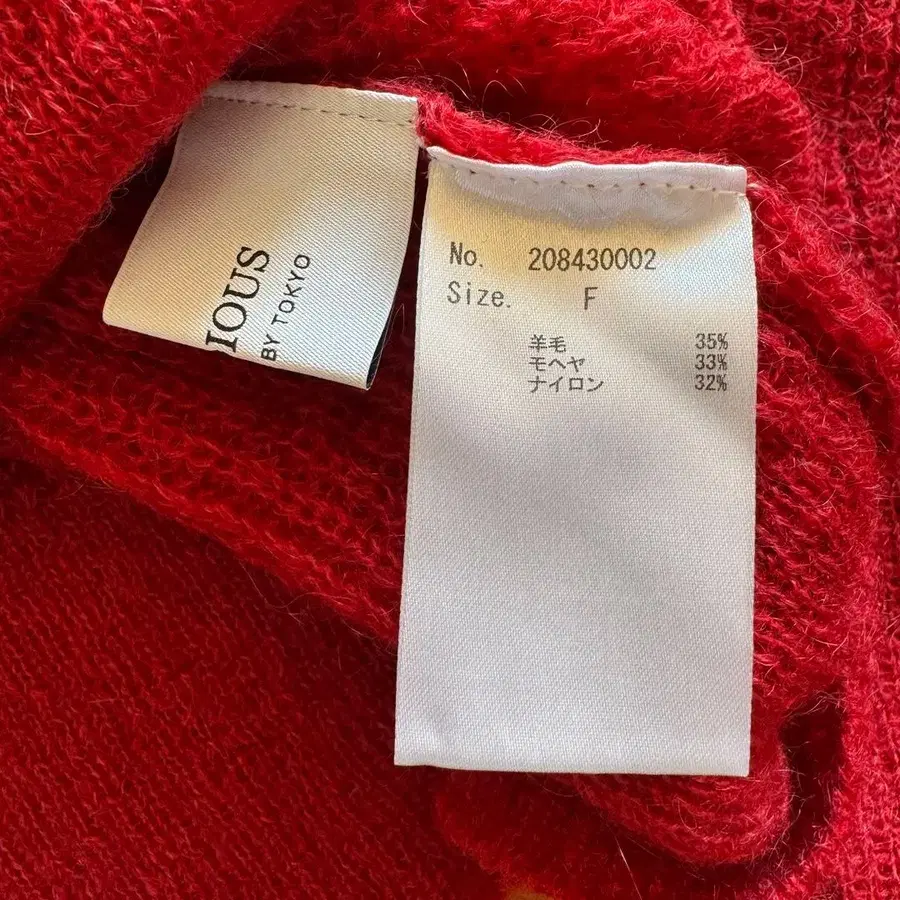 IOUS
BY TOKYO
No. 208430002
Size. F
羊毛 35%
モヘヤ 33%
ナイロン 32%